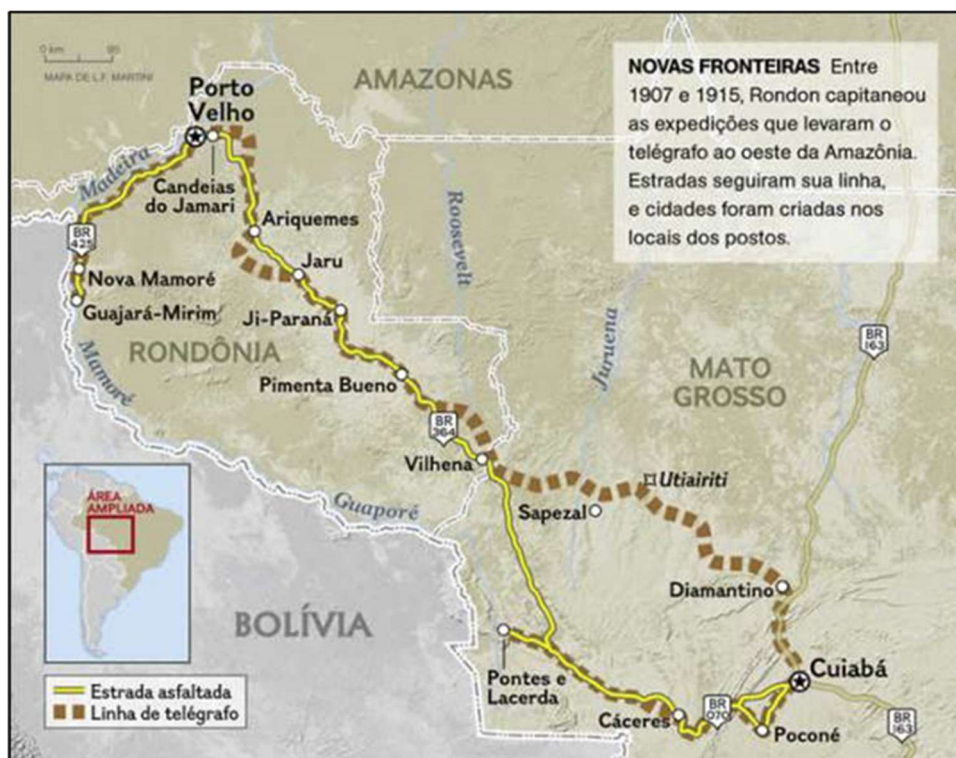 0 km 95
MAPA DE L.F. MARTINI
AMAZONAS
NOVAS FRONTEIRAS Entre
1907 e 1915, Rondon capitaneou
as expedições que levaram o
telégrafo ao oeste da Amazônia.
Estradas seguiram sua linha,
e cidades foram criadas nos
locais dos postos.
Porto
Velho
Madeira
Candeias
do Jamari
Roosevelt
Ariquemes
BR
425
Jaru
Nova Mamoré
Guajará-Mirim
Ji-Paraná
Juruena
BR
163
RONDÔNIA
Mamoré
MATO
GROSSO
Pimenta Bueno
BR
364
Vilhena
Utiairiti
ÁREA
AMPLIADA
Guaporé
Sapezal
Diamantino
BOLÍVIA
Cuiabá
Pontes e
Lacerda
Estrada asfaltada
Linha de telégrafo
Cáceres
BR
070
Poconé
BR
163